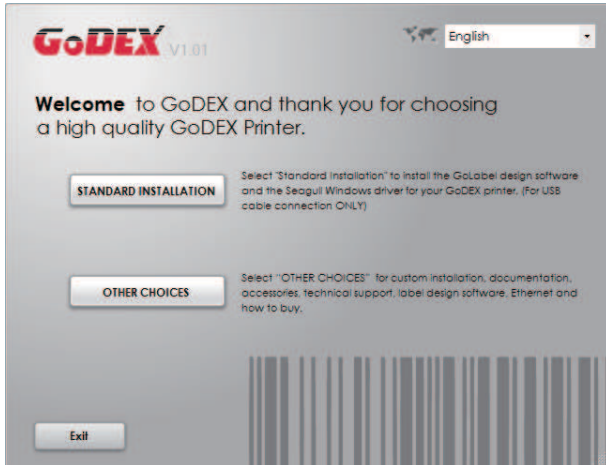 GoDEX V1.01
English
Welcome to GoDEX and thank you for choosing
a high quality GoDEX Printer.
STANDARD INSTALLATION
Select "Standard Installation" to install the GoLabel design software
and the Seagull Windows driver for your GoDEX printer. (For USB
cable connection ONLY)
OTHER CHOICES
Select "OTHER CHOICES" for custom installation, documentation,
accessories, technical support, label design software, Ethernet and
how to buy.
Exit